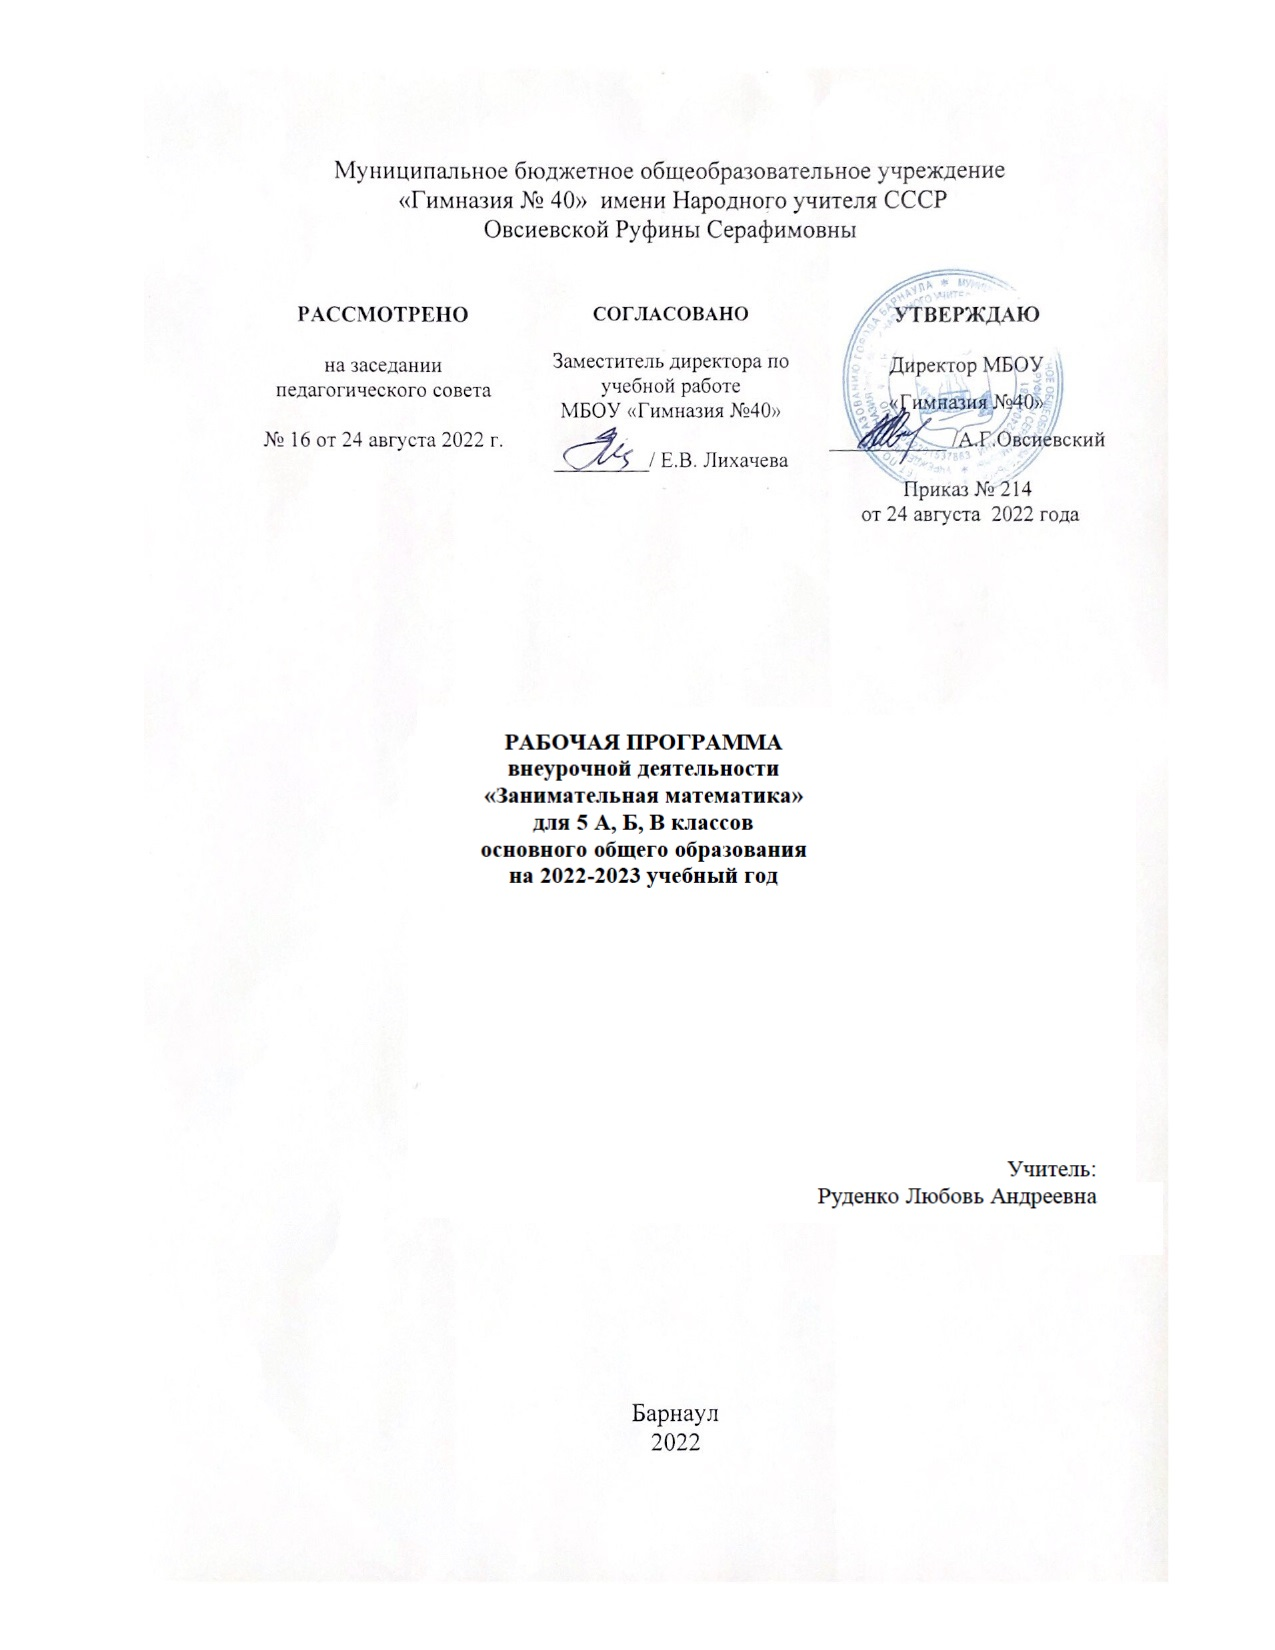 Муниципальное бюджетное общеобразовательное учреждение
«Гимназия № 40» имени Народного учителя СССР
Овсиевской Руфины Серафимовны
РАССМОТРЕНО
на заседании
педагогического совета
№ 16 от 24 августа 2022 г.
СОГЛАСОВАНО
Заместитель директора по
учебной работе
МБОУ «Гимназия №40»
_________/ Е.В. Лихачева
УТВЕРЖДАЮ
Директор МБОУ
«Гимназия №40»
____________/А.Г.Овсиевский
Приказ № 214
от 24 августа 2022 года
РАБОЧАЯ ПРОГРАММА
внеурочной деятельности
«Занимательная математика»
для 5 А, Б, В классов
основного общего образования
на 2022-2023 учебный год
Учитель:
Руденко Любовь Андреевна
Барнаул
2022